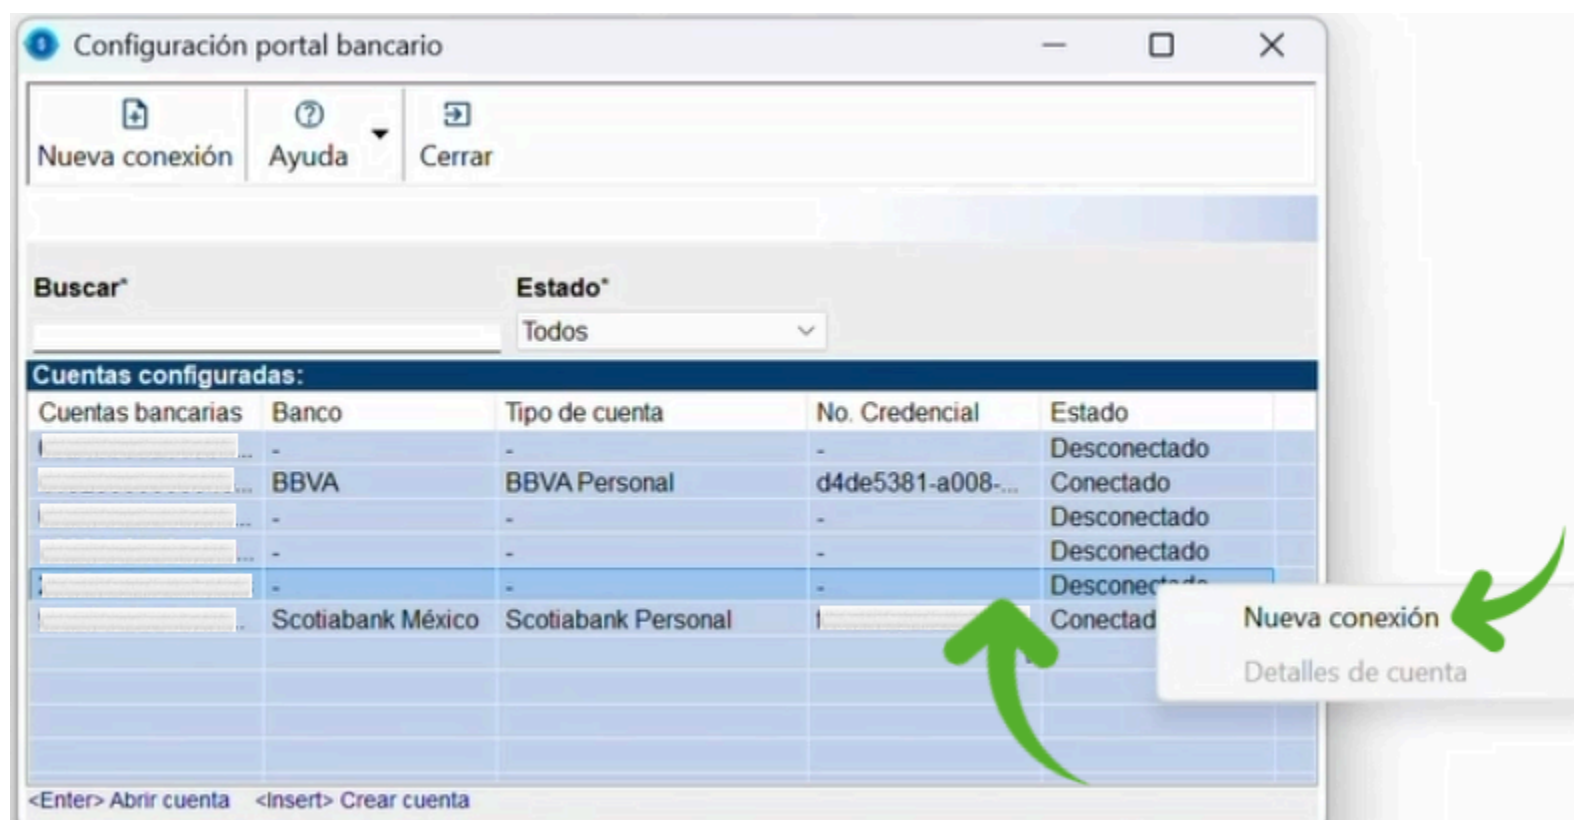 Configuración portal bancario
Nueva conexión Ayuda Cerrar
Buscar* Estado*
Todos
Cuentas configuradas:
Cuentas bancarias Banco Tipo de cuenta No. Credencial Estado
... - - - Desconectado
... BBVA BBVA Personal d4de5381-a008-... Conectado
... - - - Desconectado
... - - - Desconectado
- - - Desconectado
Scotiabank México Scotiabank Personal Conectad
Nueva conexión
Detalles de cuenta
<Enter> Abrir cuenta <Insert> Crear cuenta